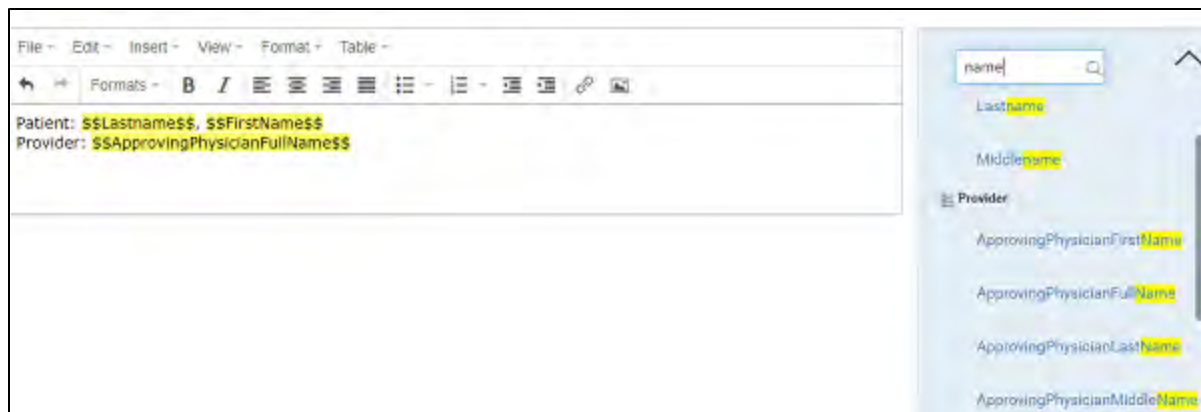 File Edit Insert View Format Table
Formats B I
Patient: $$Lastname$$, $$FirstName$$
Provider: $$ApprovingPhysicianFullName$$
name
Lastname
Middlename
Provider
ApprovingPhysicianFirstName
ApprovingPhysicianFullName
ApprovingPhysicianLastName
ApprovingPhysicianMiddleName